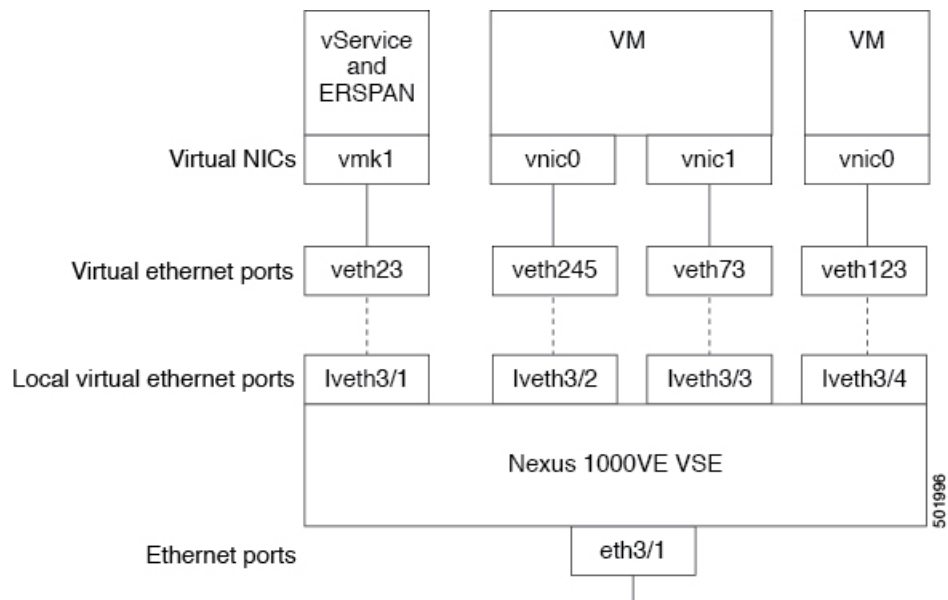 vService
and
ERSPAN
VM
VM
Virtual NICs
vmk1
vnic0
vnic1
vnic0
Virtual ethernet ports
veth23
veth245
veth73
veth123
Local virtual ethernet ports
lveth3/1
lveth3/2
lveth3/3
lveth3/4
Nexus 1000VE VSE
501996
Ethernet ports
eth3/1